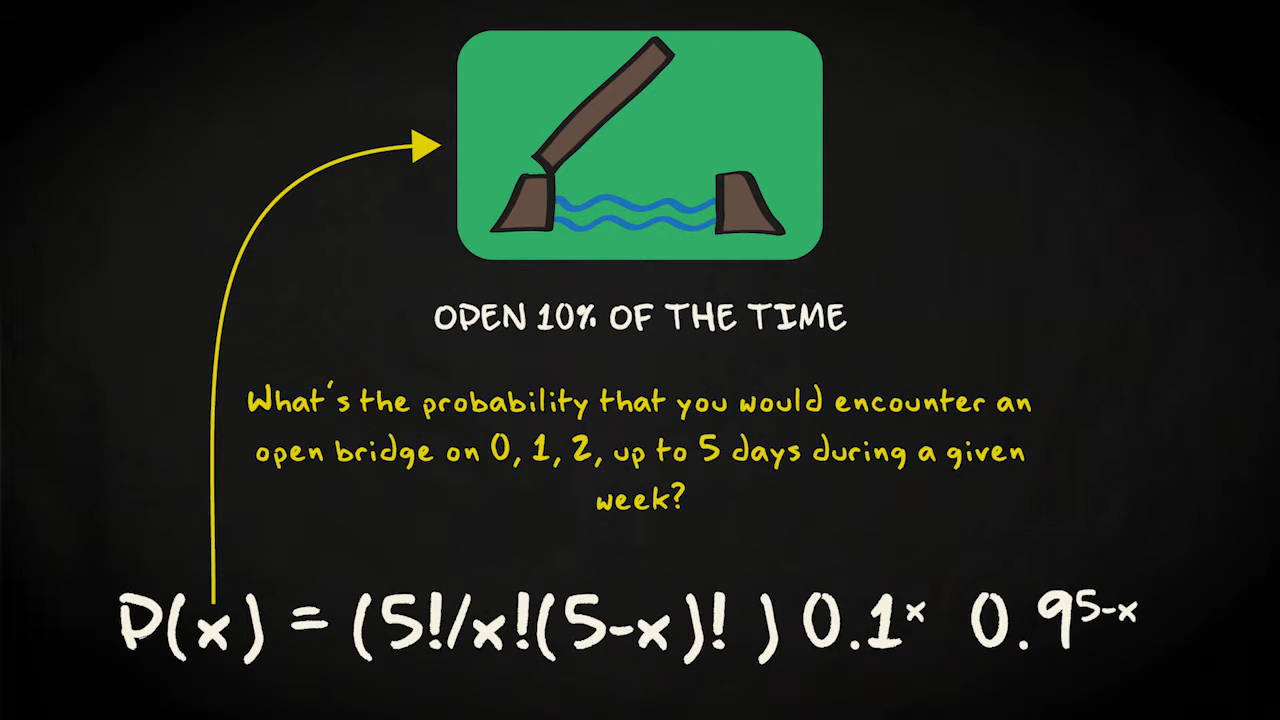 OPEN 10% OF THE TIME
What's the probability that you would encounter an
open bridge on 0, 1, 2, up to 5 days during a given
week?
P(x) = (5!/x!(5-x)! ) 0.1ˣ 0.9⁵⁻ˣ